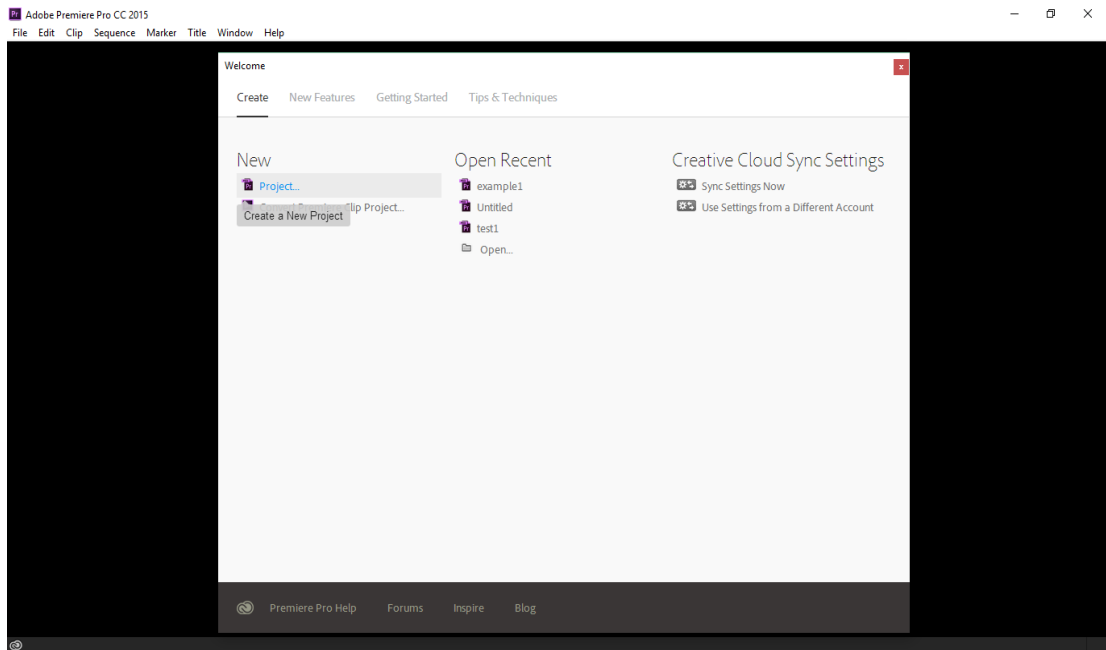 Pr Adobe Premiere Pro CC 2015
File Edit Clip Sequence Marker Title Window Help
Welcome
x
Create New Features Getting Started Tips & Techniques
New
Project...
Clip Project...
Create a New Project
Open Recent
example1
Untitled
test1
Open...
Creative Cloud Sync Settings
Sync Settings Now
Use Settings from a Different Account
Premiere Pro Help Forums Inspire Blog